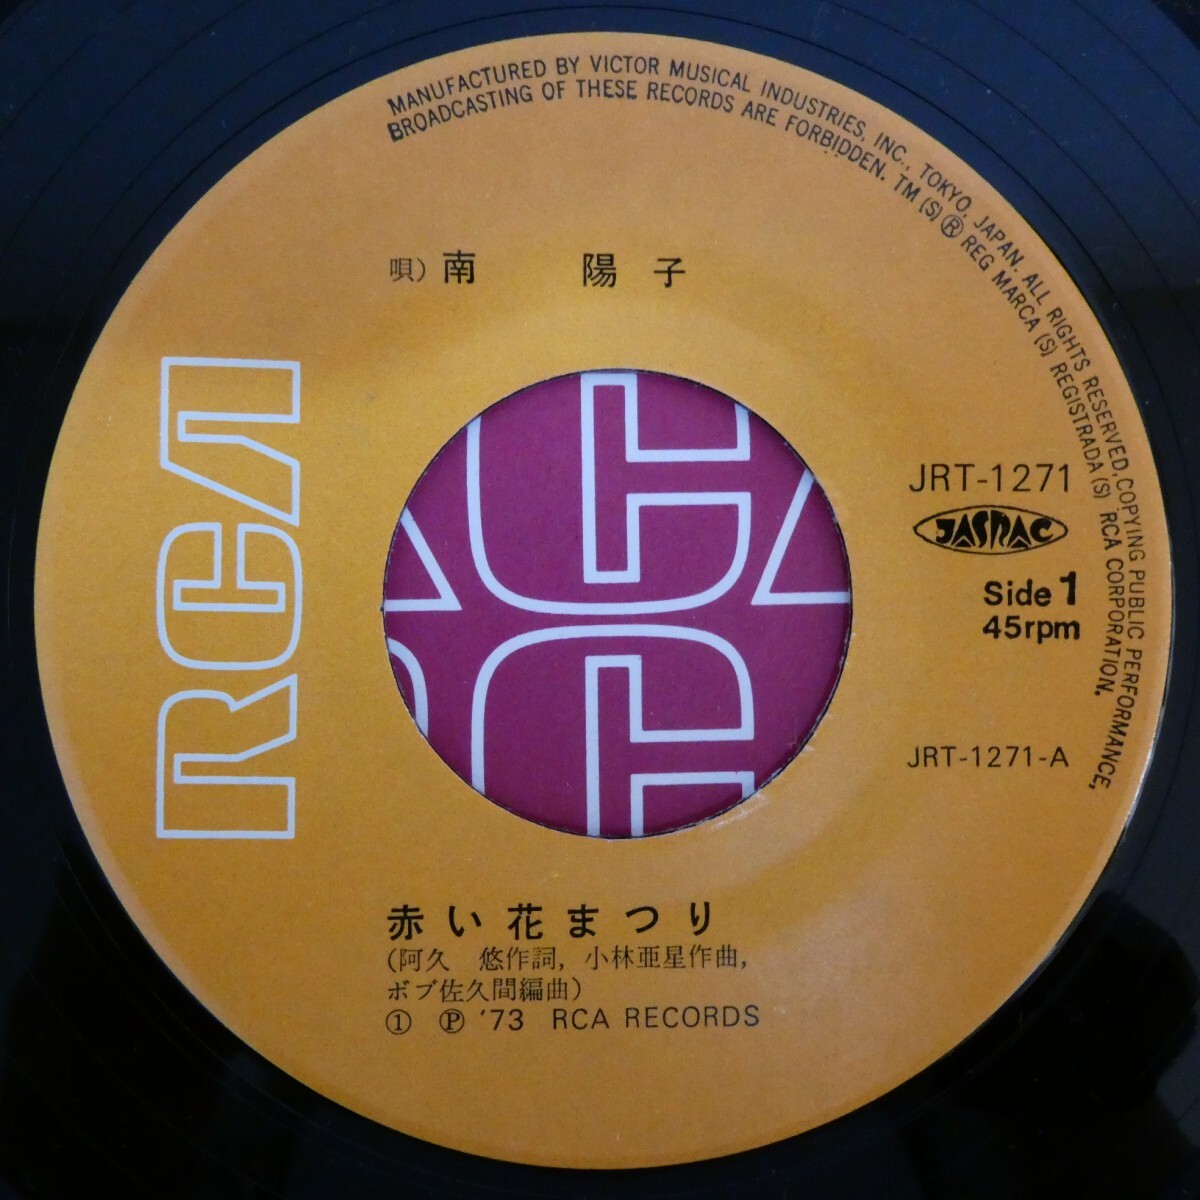 MANUFACTURED BY VICTOR MUSICAL INDUSTRIES, INC., TOKYO, JAPAN. ALL RIGHTS RESERVED, COPYING PUBLIC PERFORMANCE,
BROADCASTING OF THESE RECORDS ARE FORBIDDEN. TM (S) ® REG MARCA (S) REGISTRADA (S) RCA CORPORATION.
唄) 南 陽子
RCA
JRT-1271
JASRAC
Side 1
45rpm
JRT-1271-A
赤い花まつり
(阿久 悠作詞, 小林亜星作曲,
ボブ佐久間編曲)
① Ⓟ '73 RCA RECORDS